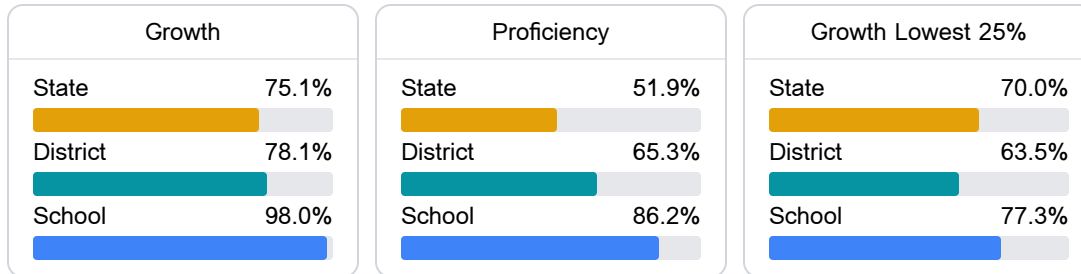 Growth
State 75.1%
District 78.1%
School 98.0%
Proficiency
State 51.9%
District 65.3%
School 86.2%
Growth Lowest 25%
State 70.0%
District 63.5%
School 77.3%